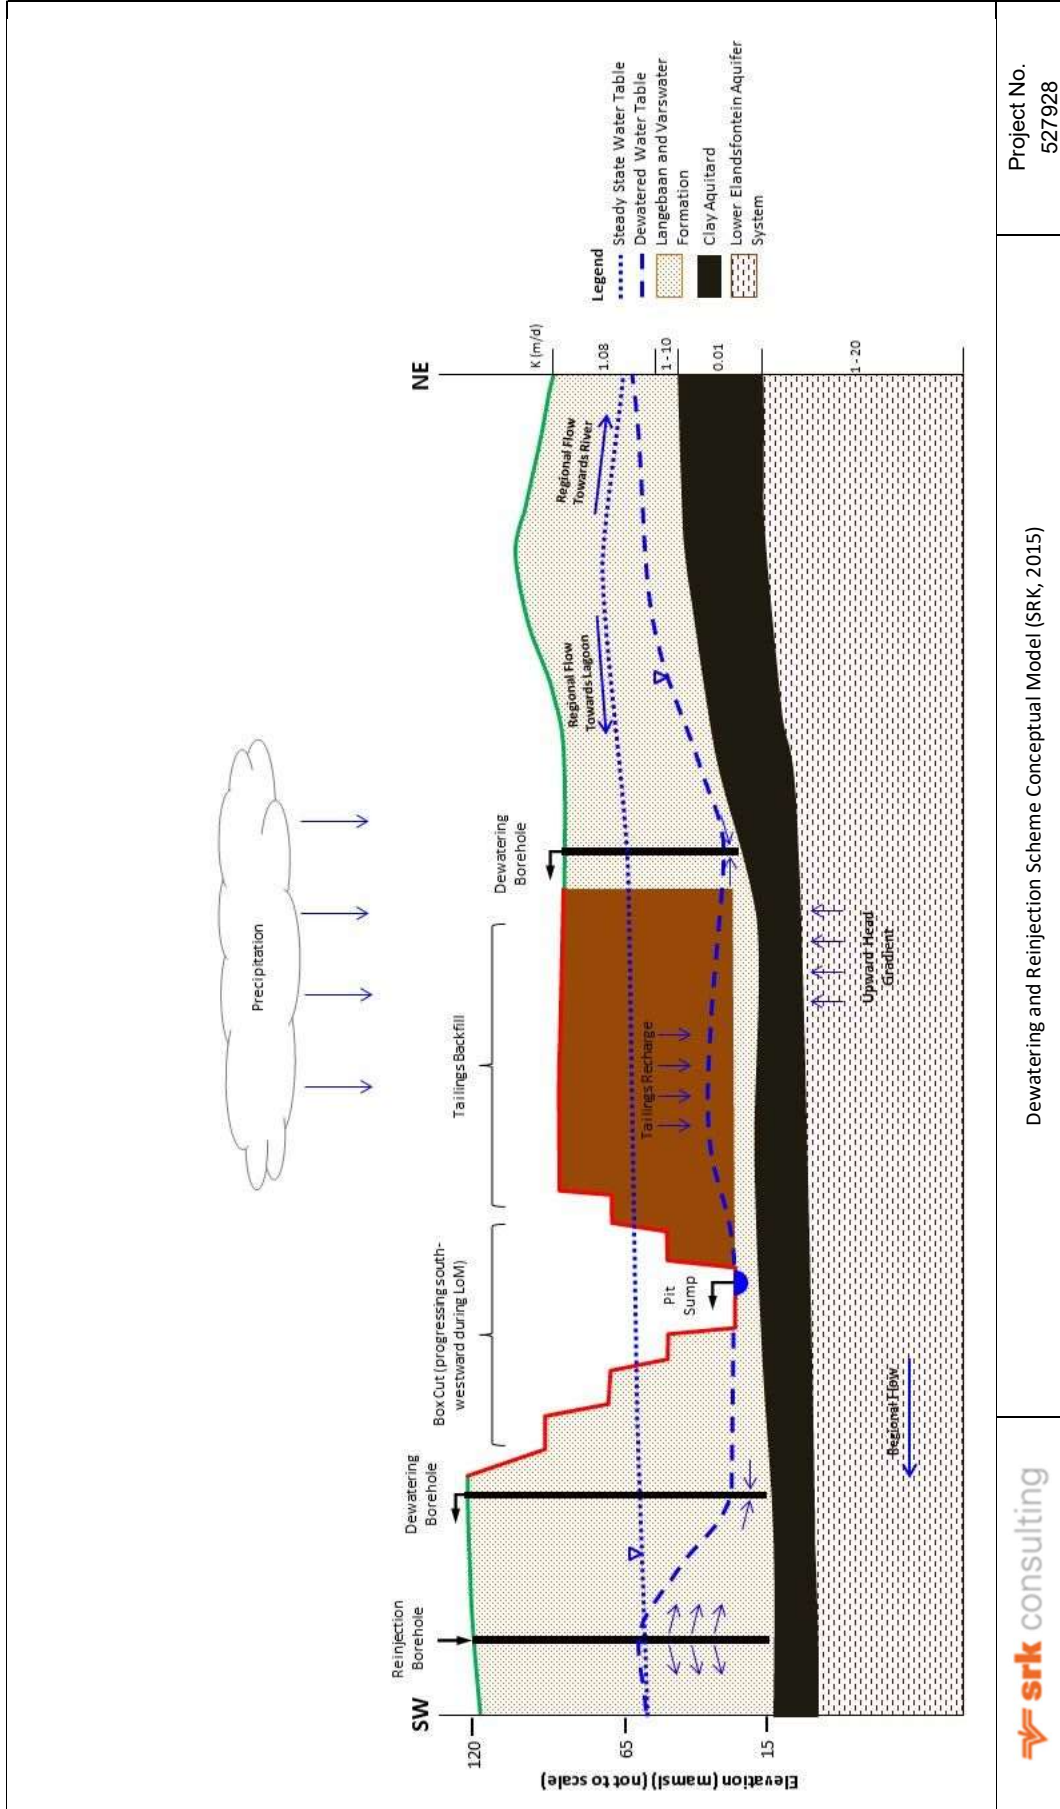 Precipitation
Reinjection
Borehole
Dewatering
Borehole
Box Cut (progressing south-
westward during LoM)
Tailings Backfill
Dewatering
Borehole
SW
NE
120
65
15
Elevation (mamsl) (not to scale)
Pit
Sump
Tailings Recharge
Regional Flow
Towards Lagoon
Regional Flow
Towards River
K (m/d)
1.08
1 - 10
0.01
1 - 20
Upward Head
Gradient
Regional Flow
Legend
Steady State Water Table
Dewatered Water Table
Langebaan and Varswater
Formation
Clay Aquitard
Lower Elandsfontein Aquifer
System
srk consulting
Dewatering and Reinjection Scheme Conceptual Model (SRK, 2015)
Project No.
527928